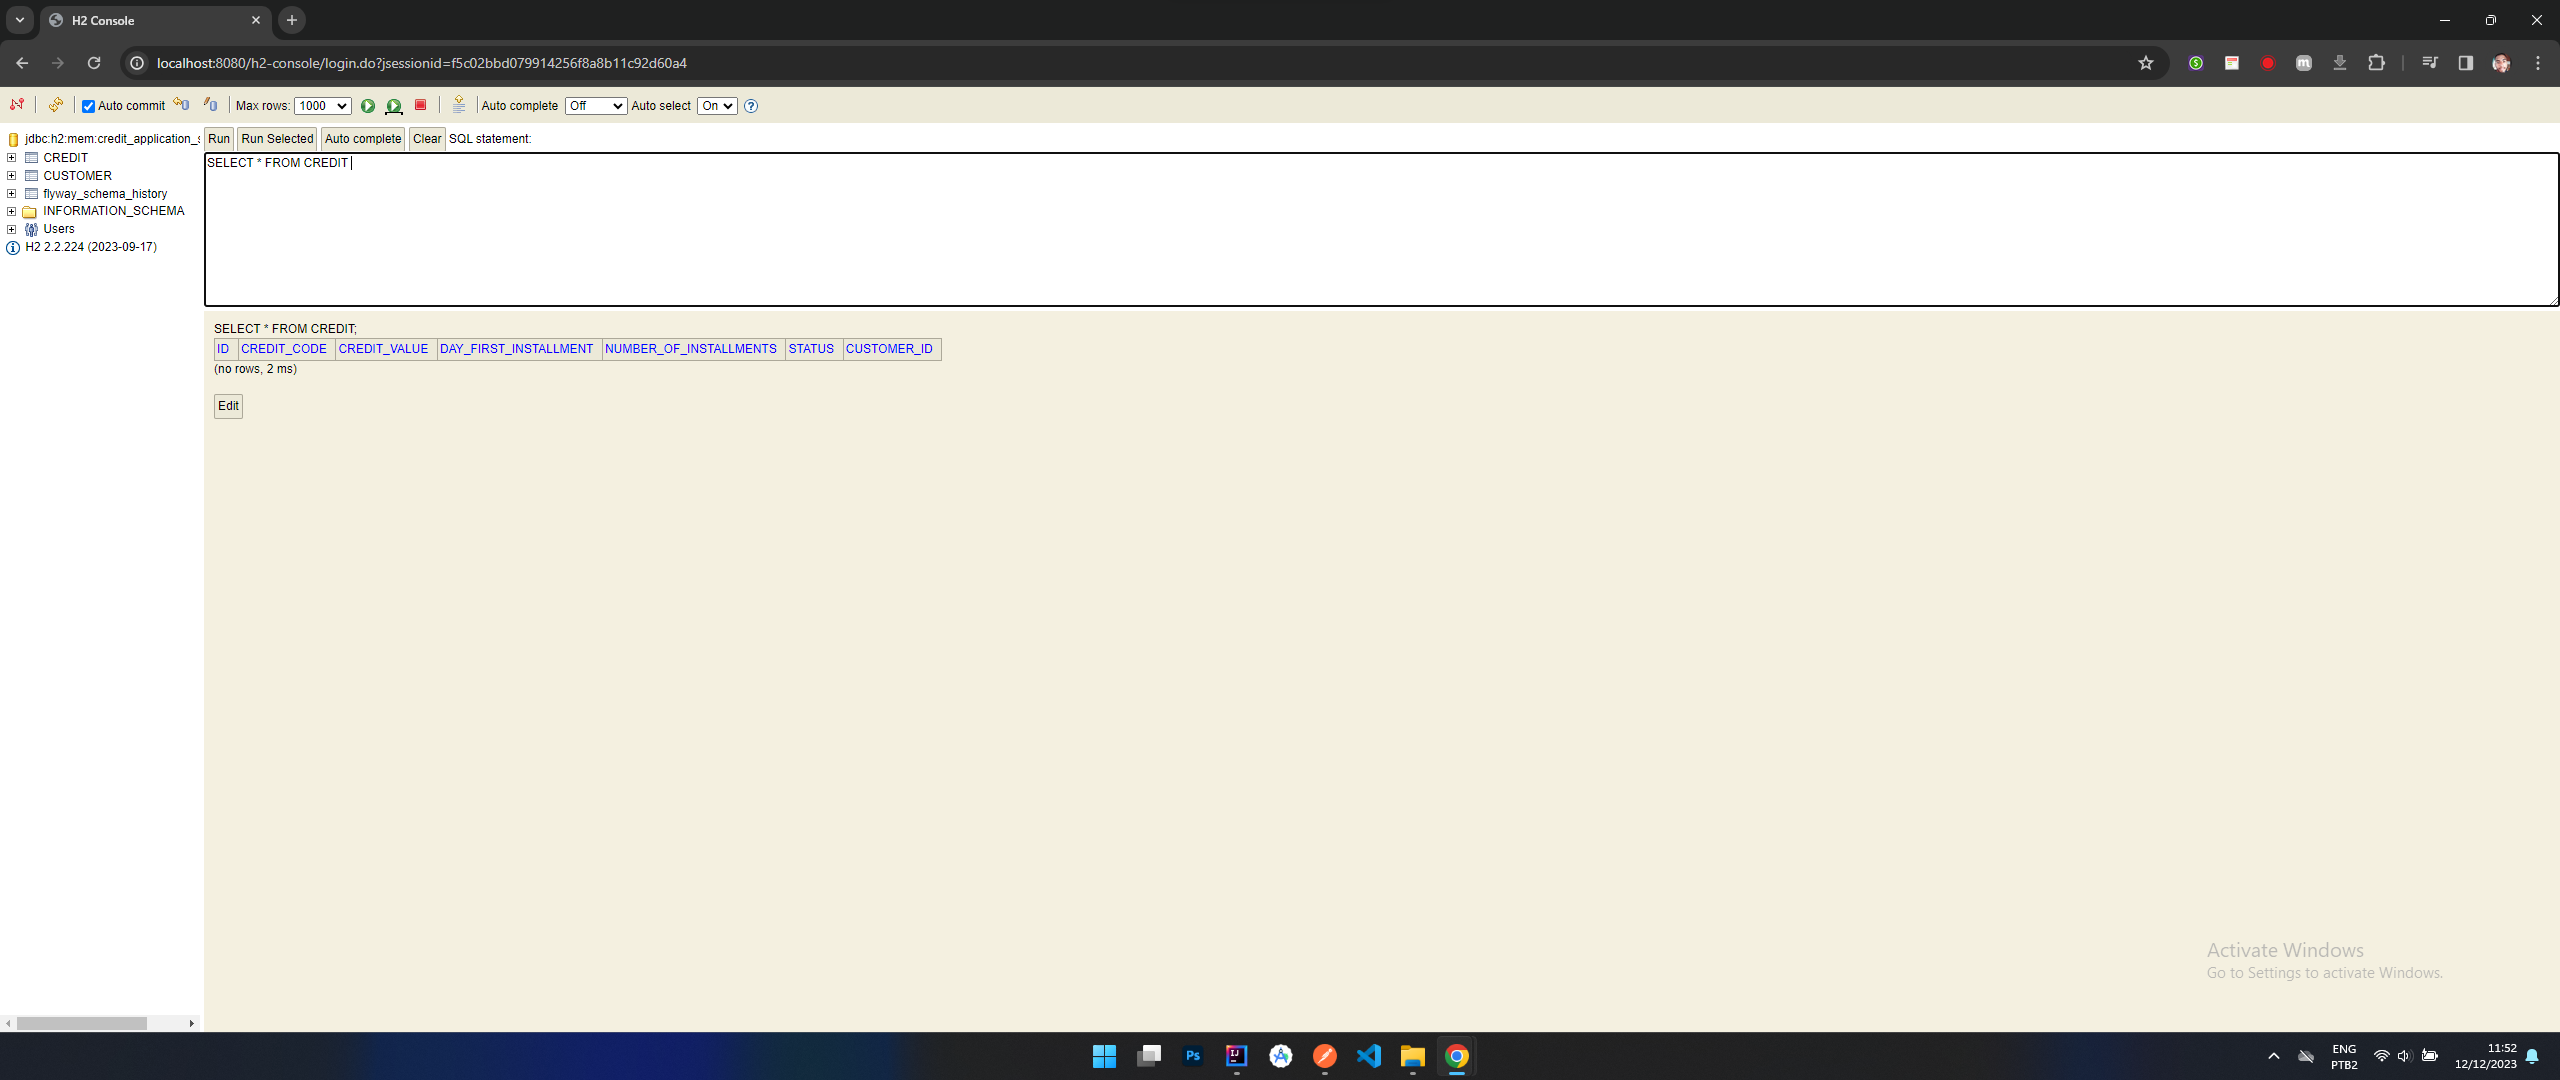 H2 Console
localhost:8080/h2-console/login.do?jsessionid=f5c02bbd079914256f8a8b11c92d60a4
Auto commit
Max rows: 1000
Auto complete Off
Auto select On
jdbc:h2:mem:credit_application_s
CREDIT
CUSTOMER
flyway_schema_history
INFORMATION_SCHEMA
Users
H2 2.2.224 (2023-09-17)
Run Run Selected Auto complete Clear SQL statement:
SELECT * FROM CREDIT
SELECT * FROM CREDIT;
ID CREDIT_CODE CREDIT_VALUE DAY_FIRST_INSTALLMENT NUMBER_OF_INSTALLMENTS STATUS CUSTOMER_ID
(no rows, 2 ms)
Edit
Activate Windows
Go to Settings to activate Windows.
Ps
IJ
ENG
PTB2
11:52
12/12/2023